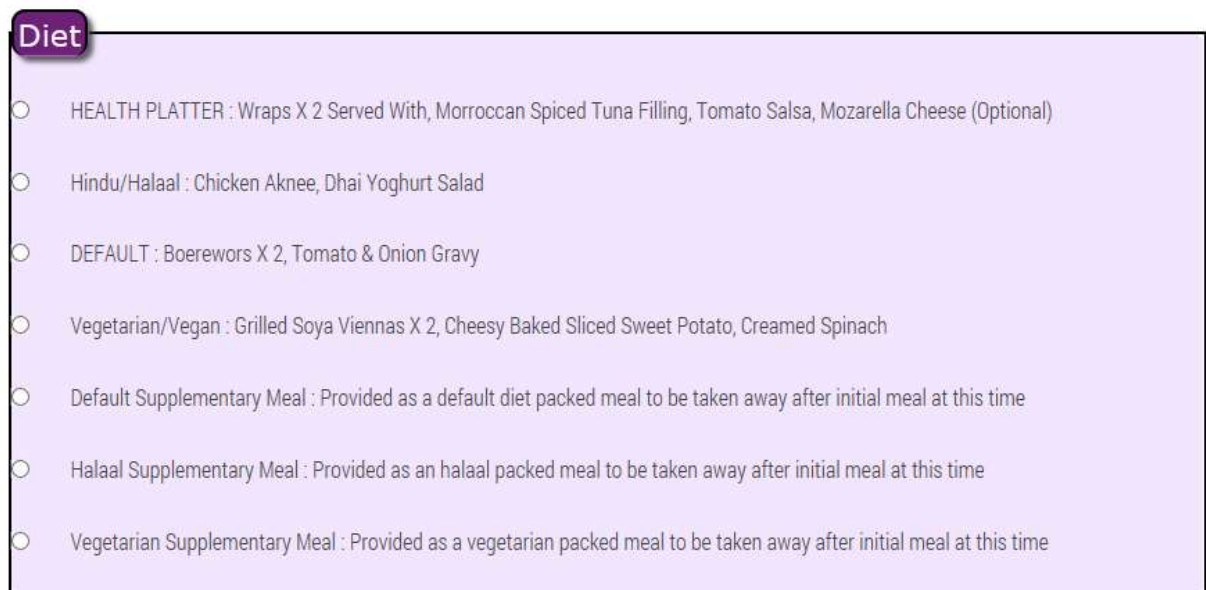 Diet
HEALTH PLATTER : Wraps X 2 Served With, Morroccan Spiced Tuna Filling, Tomato Salsa, Mozarella Cheese (Optional)
Hindu/Halaal : Chicken Aknee, Dhai Yoghurt Salad
DEFAULT : Boerewors X 2, Tomato & Onion Gravy
Vegetarian/Vegan : Grilled Soya Viennas X 2, Cheesy Baked Sliced Sweet Potato, Creamed Spinach
Default Supplementary Meal : Provided as a default diet packed meal to be taken away after initial meal at this time
Halaal Supplementary Meal : Provided as an halaal packed meal to be taken away after initial meal at this time
Vegetarian Supplementary Meal : Provided as a vegetarian packed meal to be taken away after initial meal at this time